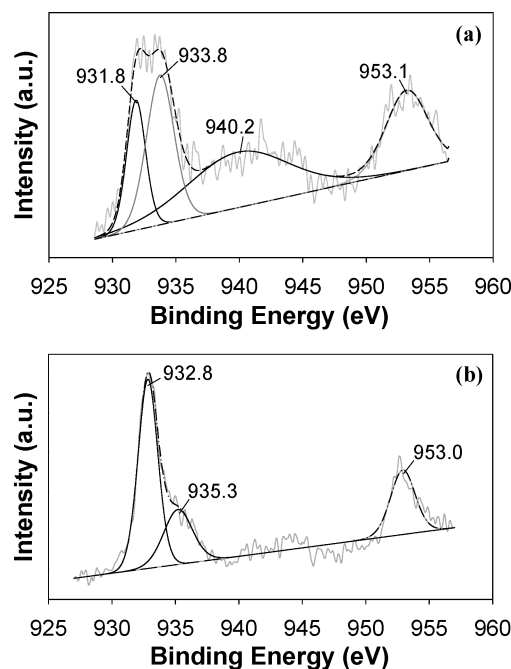 (a)
933.8
931.8
953.1
940.2
Intensity (a.u.)
925 930 935 940 945 950 955 960
Binding Energy (eV)
(b)
932.8
953.0
935.3
Intensity (a.u.)
925 930 935 940 945 950 955 960
Binding Energy (eV)